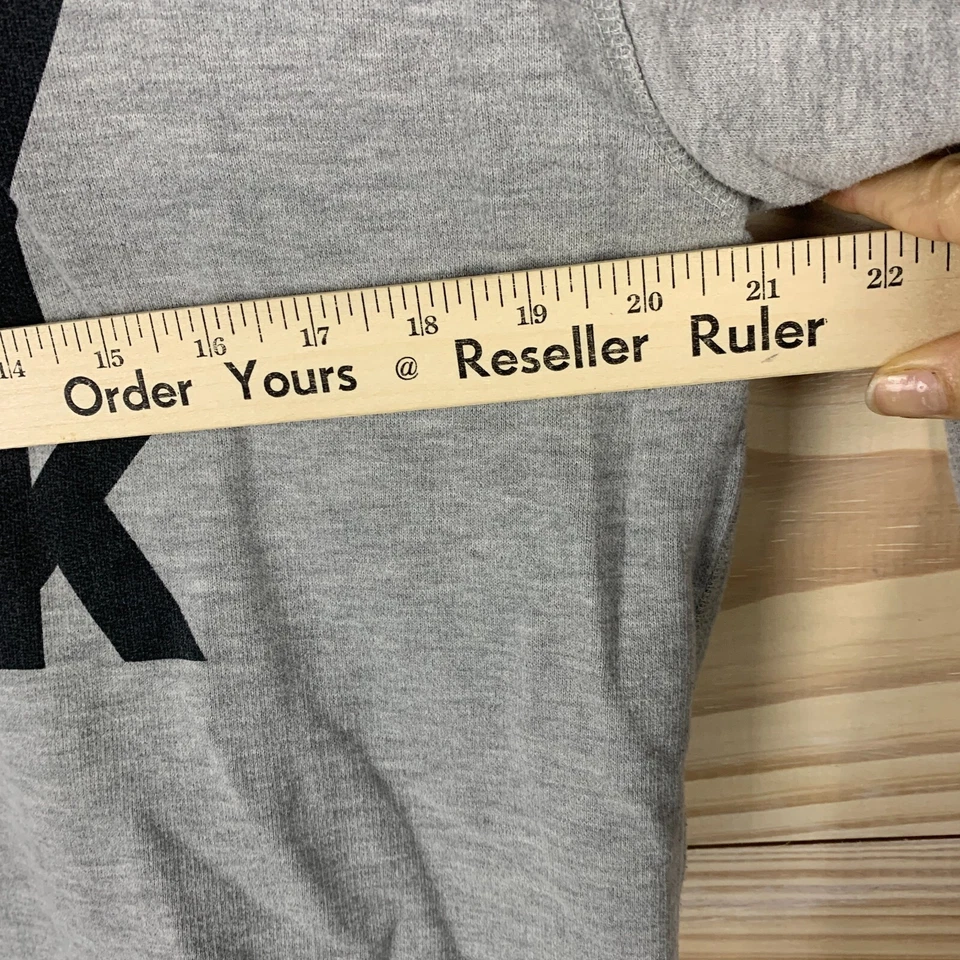 14 15 16 17 18 19 20 21 22
Order Yours @ Reseller Ruler
k